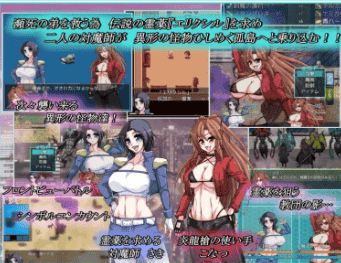 瀕死の弟を救う為 伝説の霊薬『エリクシル』を求め
二人の対魔師が 異形の怪物ひしめく孤島へと乗り込む!!
次々襲い来る
異形の怪物達!
フロントビューバトル
シンボルエンカウント
霊薬を狙う
教団の影…
霊薬を求める
対魔師 さき
炎龍槍の使い手
こなつ